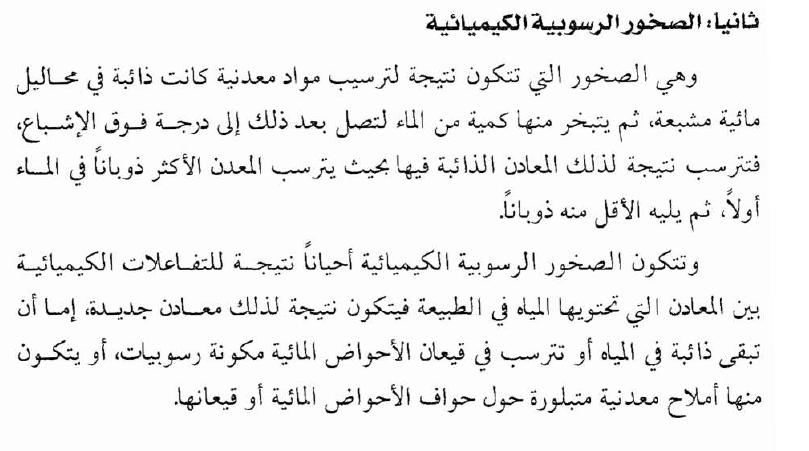 ثانيا: الصخور الرسوبية الكيميائية
وهي الصخور التي تتكون نتيجة لترسيب مواد معدنية كانت ذائبة في محاليل
مائية مشبعة، ثم يتبخر منها كمية من الماء لتصل بعد ذلك إلى درجة فوق الإشباع،
فتترسب نتيجة لذلك المعادن الذائبة فيها بحيث يترسب المعدن الأكثر ذوباناً في الماء
أولاً، ثم يليه الأقل منه ذوباناً.
وتتكون الصخور الرسوبية الكيميائية أحياناً نتيجة للتفاعلات الكيميائية
بين المعادن التي تحتويها المياه في الطبيعة فيتكون نتيجة لذلك معادن جديدة، إما أن
تبقى ذائبة في المياه أو تترسب في قيعان الأحواض المائية مكونة رسوبيات، أو يتكون
منها أملاح معدنية متبلورة حول حواف الأحواض المائية أو قيعانها.